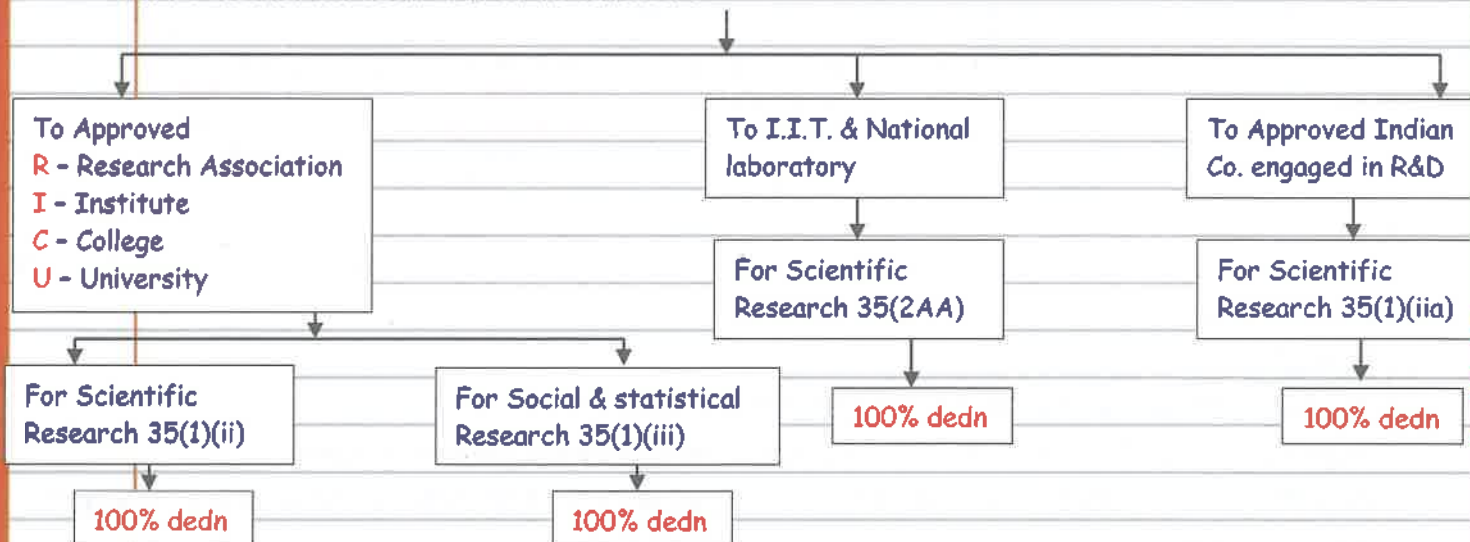 To Approved
R - Research Association
I - Institute
C - College
U - University
To I.I.T. & National
laboratory
To Approved Indian
Co. engaged in R&D
For Scientific
Research 35(2AA)
For Scientific
Research 35(1)(iia)
For Scientific
Research 35(1)(ii)
For Social & statistical
Research 35(1)(iii)
100% dedn
100% dedn
100% dedn
100% dedn